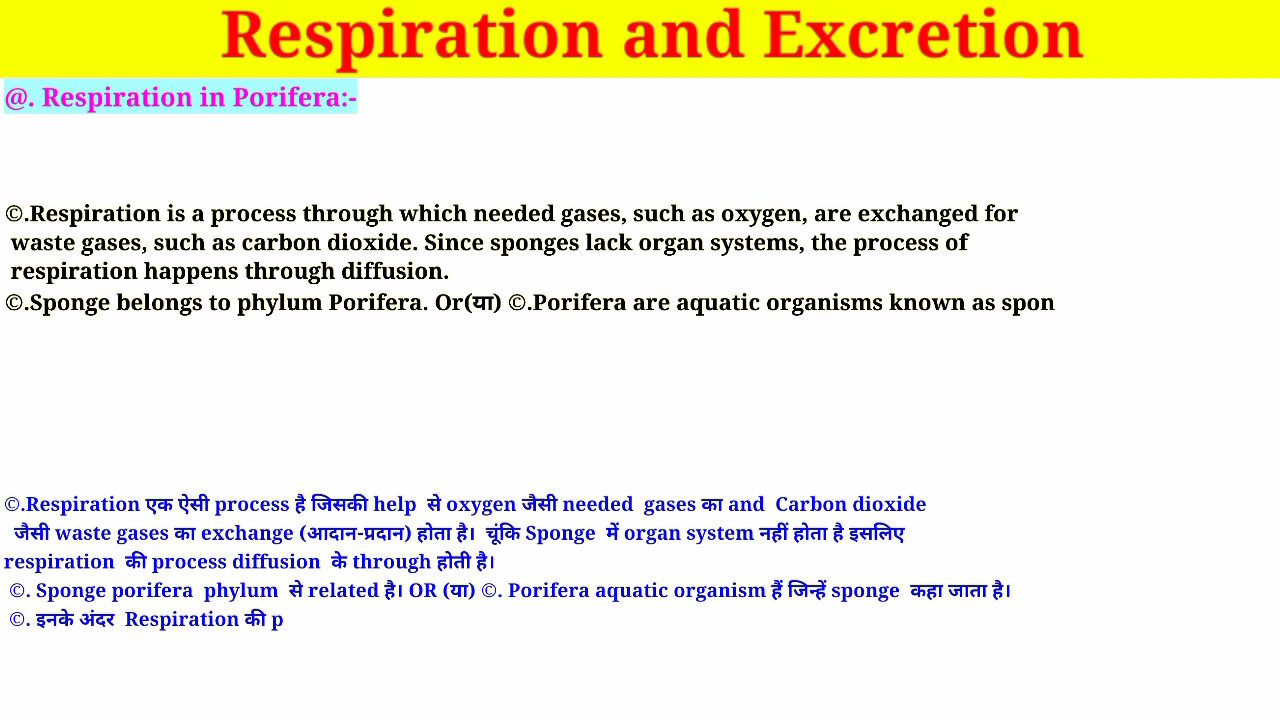 Respiration and Excretion
@. Respiration in Porifera:-
©.Respiration is a process through which needed gases, such as oxygen, are exchanged for
waste gases, such as carbon dioxide. Since sponges lack organ systems, the process of
respiration happens through diffusion.
©.Sponge belongs to phylum Porifera. Or(या) ©.Porifera are aquatic organisms known as spon
©.Respiration एक ऐसी process है जिसकी help से oxygen जैसी needed gases का and Carbon dioxide
जैसी waste gases का exchange (आदान-प्रदान) होता है। चूंकि Sponge में organ system नहीं होता है इसलिए
respiration की process diffusion के through होती है।
©. Sponge porifera phylum से related है। OR (या) ©. Porifera aquatic organism हैं जिन्हें sponge कहा जाता है।
©. इनके अंदर Respiration की p